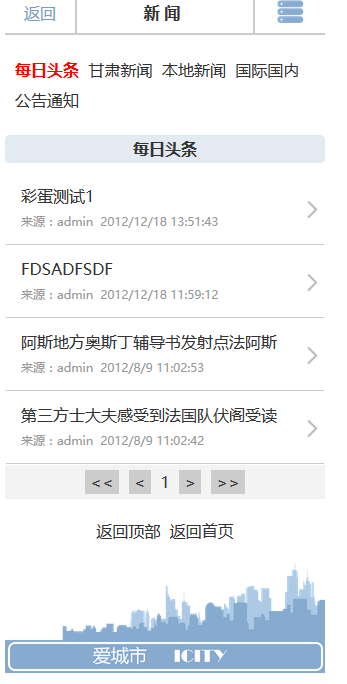 返回 新 闻
每日头条 甘肃新闻 本地新闻 国际国内
公告通知
每日头条
彩蛋测试1
来源：admin 2012/12/18 13:51:43
FDSADFSDF
来源：admin 2012/12/18 11:59:12
阿斯地方奥斯丁辅导书发射点法阿斯
来源：admin 2012/8/9 11:02:53
第三方士大夫感受到法国队伏阁受读
来源：admin 2012/8/9 11:02:42
<< < 1 > >>
返回顶部 返回首页
爱城市 ICITY